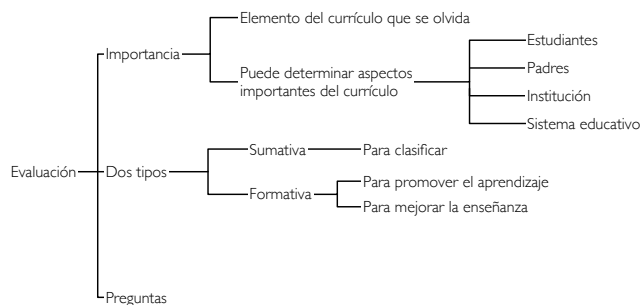 Elemento del currículo que se olvida
Importancia
Puede determinar aspectos
importantes del currículo
Estudiantes
Padres
Institución
Sistema educativo
Evaluación
Dos tipos
Sumativa
Para clasificar
Formativa
Para promover el aprendizaje
Para mejorar la enseñanza
Preguntas